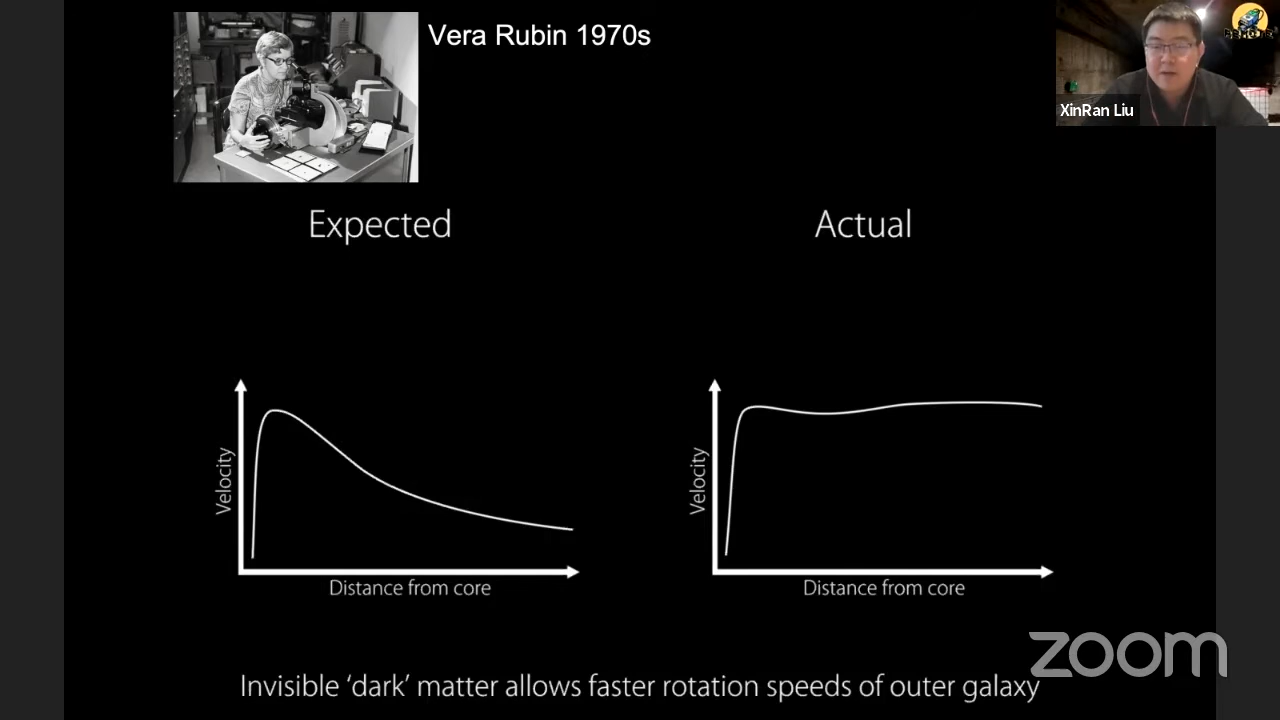 Vera Rubin 1970s
XinRan Liu
Expected
Actual
Velocity
Distance from core
Velocity
Distance from core
zoom
Invisible ‘dark’ matter allows faster rotation speeds of outer galaxy